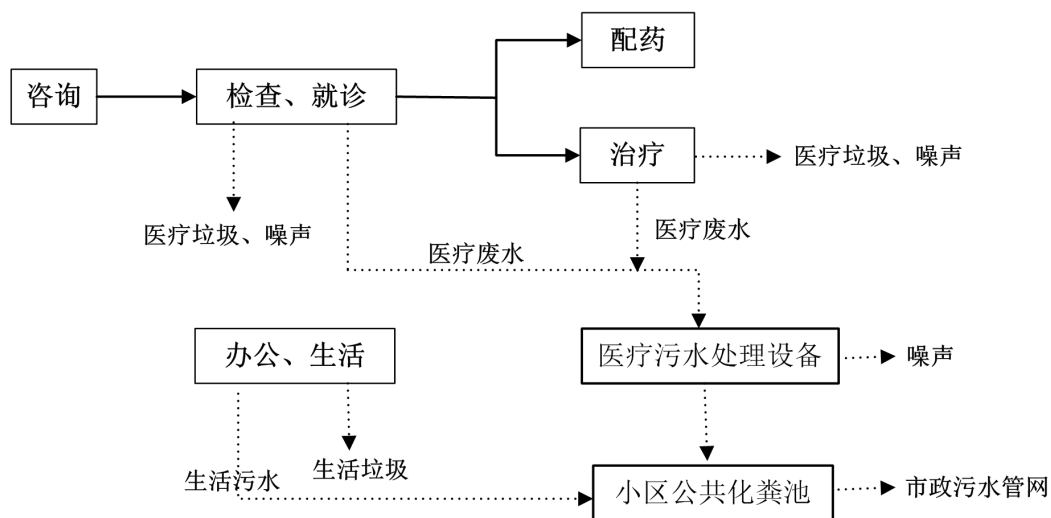 配药
咨询
检查、就诊
治疗
医疗垃圾、噪声
医疗垃圾、噪声
医疗废水
医疗废水
办公、生活
医疗污水处理设备
噪声
生活污水
生活垃圾
小区公共化粪池
市政污水管网